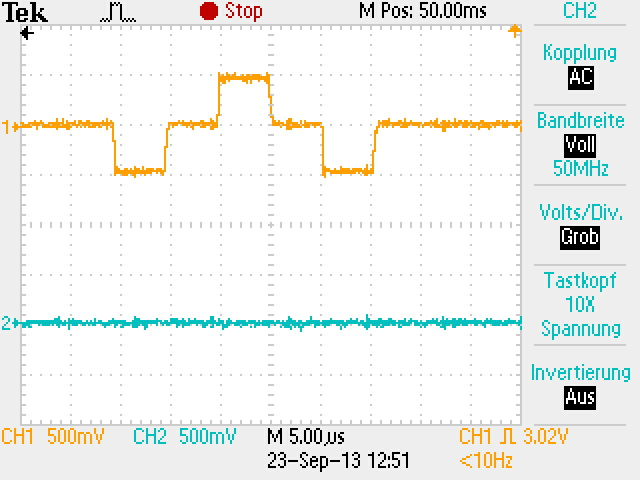 Tek Stop M Pos: 50.00ms CH2
Kopplung
AC
1
Bandbreite
Voll
50MHz
Volts/Div.
Grob
Tastkopf
10X
Spannung
2
Invertierung
Aus
CH1 500mV CH2 500mV M 5.00µs CH1 3.02V
23-Sep-13 12:51 <10Hz